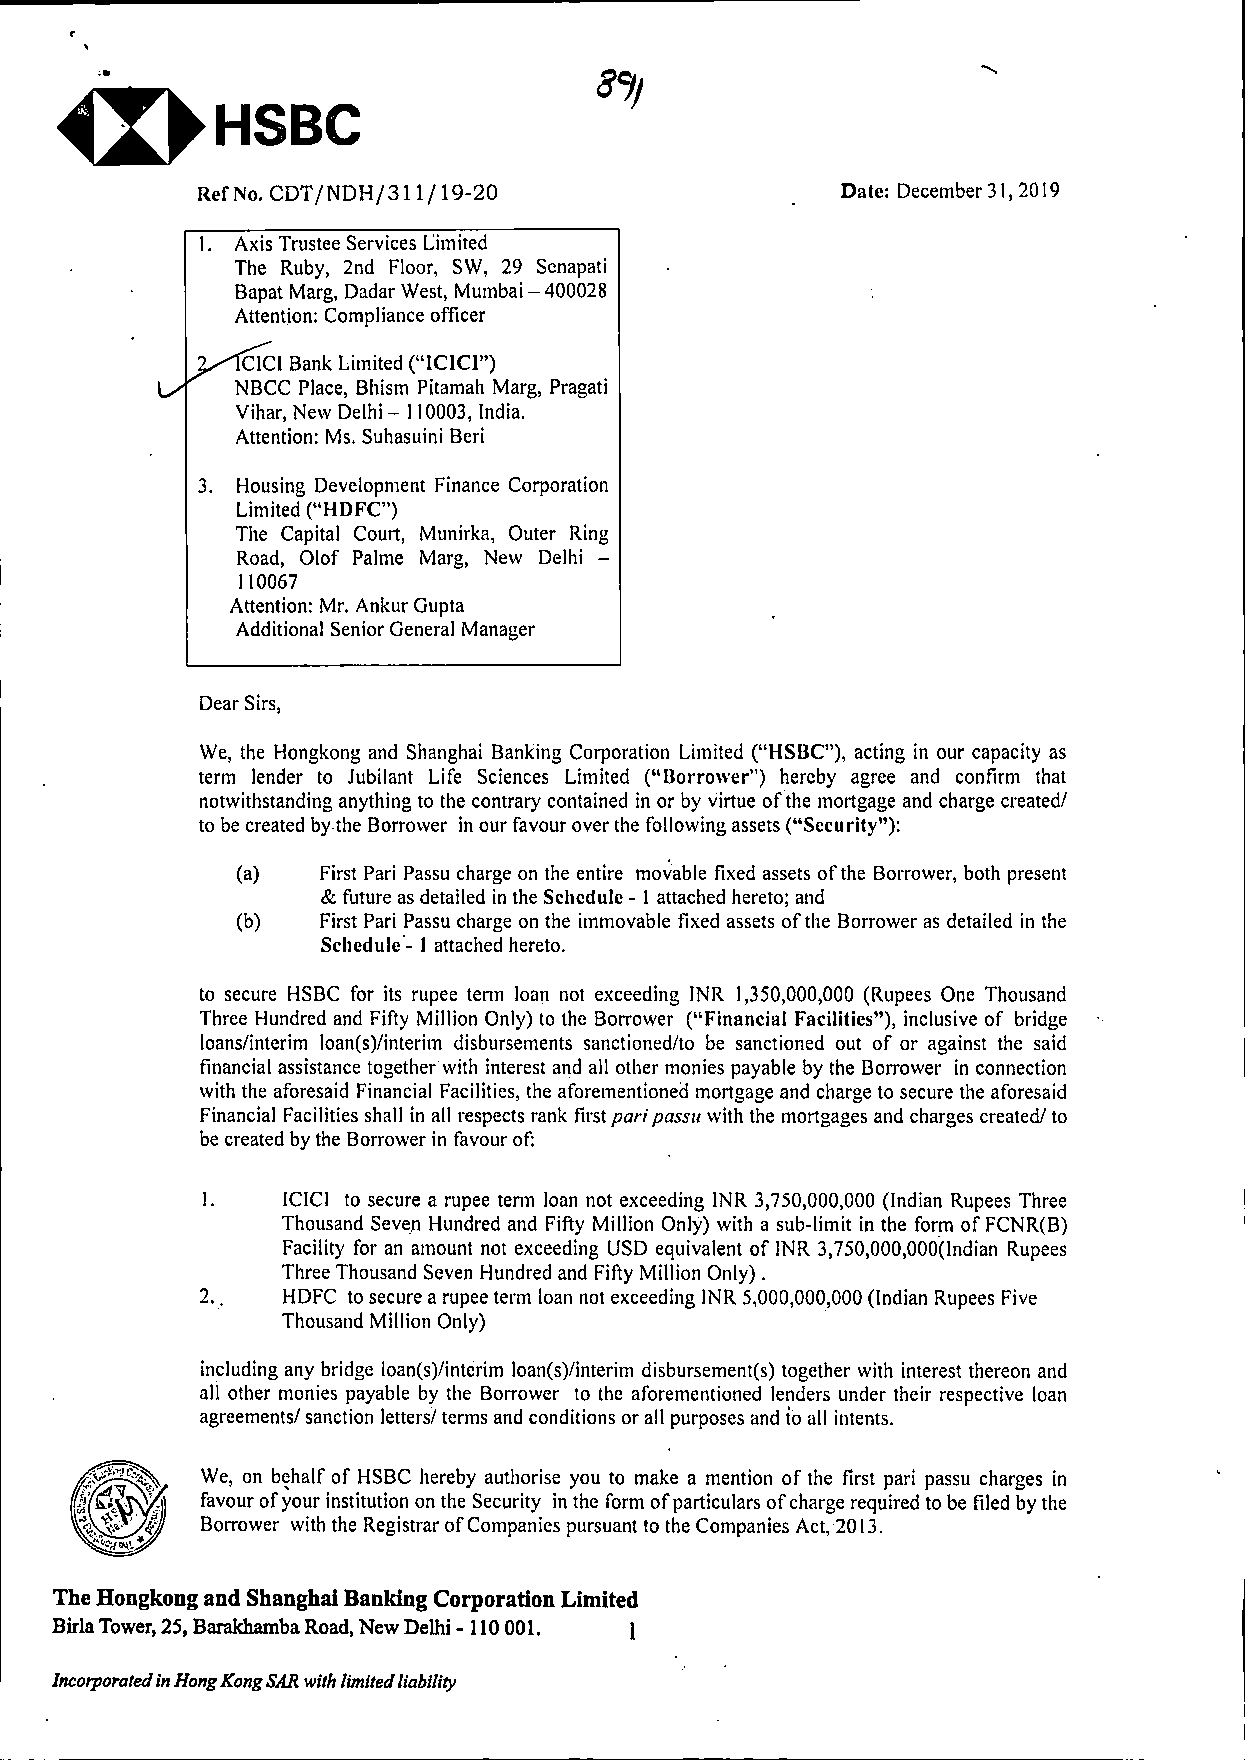 891
HSBC
Ref No. CDT/NDH/311/19-20 Date: December 31, 2019
1. Axis Trustee Services Limited
The Ruby, 2nd Floor, SW, 29 Senapati
Bapat Marg, Dadar West, Mumbai – 400028
Attention: Compliance officer
2. ICICI Bank Limited (“ICICI”)
NBCC Place, Bhism Pitamah Marg, Pragati
Vihar, New Delhi – 110003, India.
Attention: Ms. Suhasuini Beri
3. Housing Development Finance Corporation
Limited (“HDFC”)
The Capital Court, Munirka, Outer Ring
Road, Olof Palme Marg, New Delhi –
110067
Attention: Mr. Ankur Gupta
Additional Senior General Manager
Dear Sirs,
We, the Hongkong and Shanghai Banking Corporation Limited (“HSBC”), acting in our capacity as
term lender to Jubilant Life Sciences Limited (“Borrower”) hereby agree and confirm that
notwithstanding anything to the contrary contained in or by virtue of the mortgage and charge created/
to be created by the Borrower in our favour over the following assets (“Security”):
(a) First Pari Passu charge on the entire movable fixed assets of the Borrower, both present
& future as detailed in the Schedule - 1 attached hereto; and
(b) First Pari Passu charge on the immovable fixed assets of the Borrower as detailed in the
Schedule - 1 attached hereto.
to secure HSBC for its rupee term loan not exceeding INR 1,350,000,000 (Rupees One Thousand
Three Hundred and Fifty Million Only) to the Borrower (“Financial Facilities”), inclusive of bridge
loans/interim loan(s)/interim disbursements sanctioned/to be sanctioned out of or against the said
financial assistance together with interest and all other monies payable by the Borrower in connection
with the aforesaid Financial Facilities, the aforementioned mortgage and charge to secure the aforesaid
Financial Facilities shall in all respects rank first pari passu with the mortgages and charges created/ to
be created by the Borrower in favour of:
1. ICICI to secure a rupee term loan not exceeding INR 3,750,000,000 (Indian Rupees Three
Thousand Seven Hundred and Fifty Million Only) with a sub-limit in the form of FCNR(B)
Facility for an amount not exceeding USD equivalent of INR 3,750,000,000(Indian Rupees
Three Thousand Seven Hundred and Fifty Million Only) .
2. HDFC to secure a rupee term loan not exceeding INR 5,000,000,000 (Indian Rupees Five
Thousand Million Only)
including any bridge loan(s)/interim loan(s)/interim disbursement(s) together with interest thereon and
all other monies payable by the Borrower to the aforementioned lenders under their respective loan
agreements/ sanction letters/ terms and conditions or all purposes and to all intents.
We, on behalf of HSBC hereby authorise you to make a mention of the first pari passu charges in
favour of your institution on the Security in the form of particulars of charge required to be filed by the
Borrower with the Registrar of Companies pursuant to the Companies Act, 2013.
The Hongkong and Shanghai Banking Corporation Limited
Birla Tower, 25, Barakhamba Road, New Delhi - 110 001. 1
Incorporated in Hong Kong SAR with limited liability